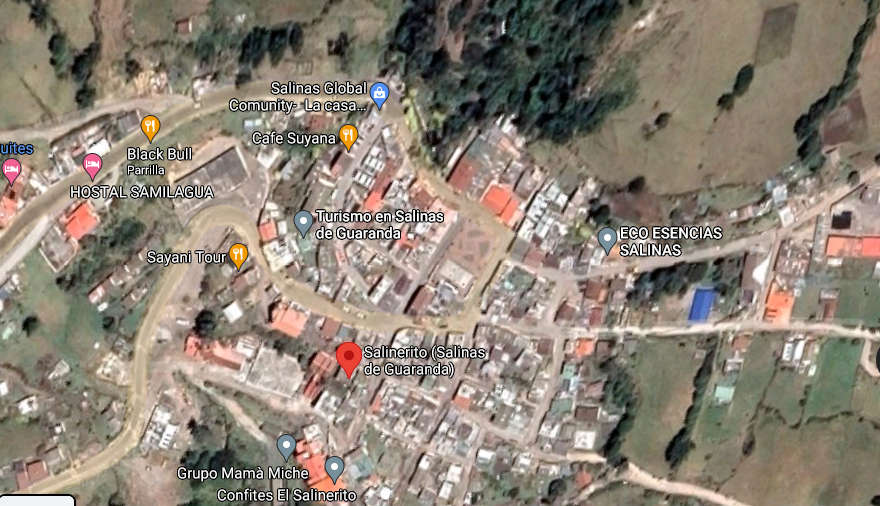 Salinas Global
Comunity- La casa...
Cafe Suyana
uites
Black Bull
Parrilla
HOSTAL SAMILAGUA
Turismo en Salinas
de Guaranda
ECO ESENCIAS
SALINAS
Sayani Tour
Salinerito (Salinas
de Guaranda)
Grupo Mamà Miche
Confites El Salinerito